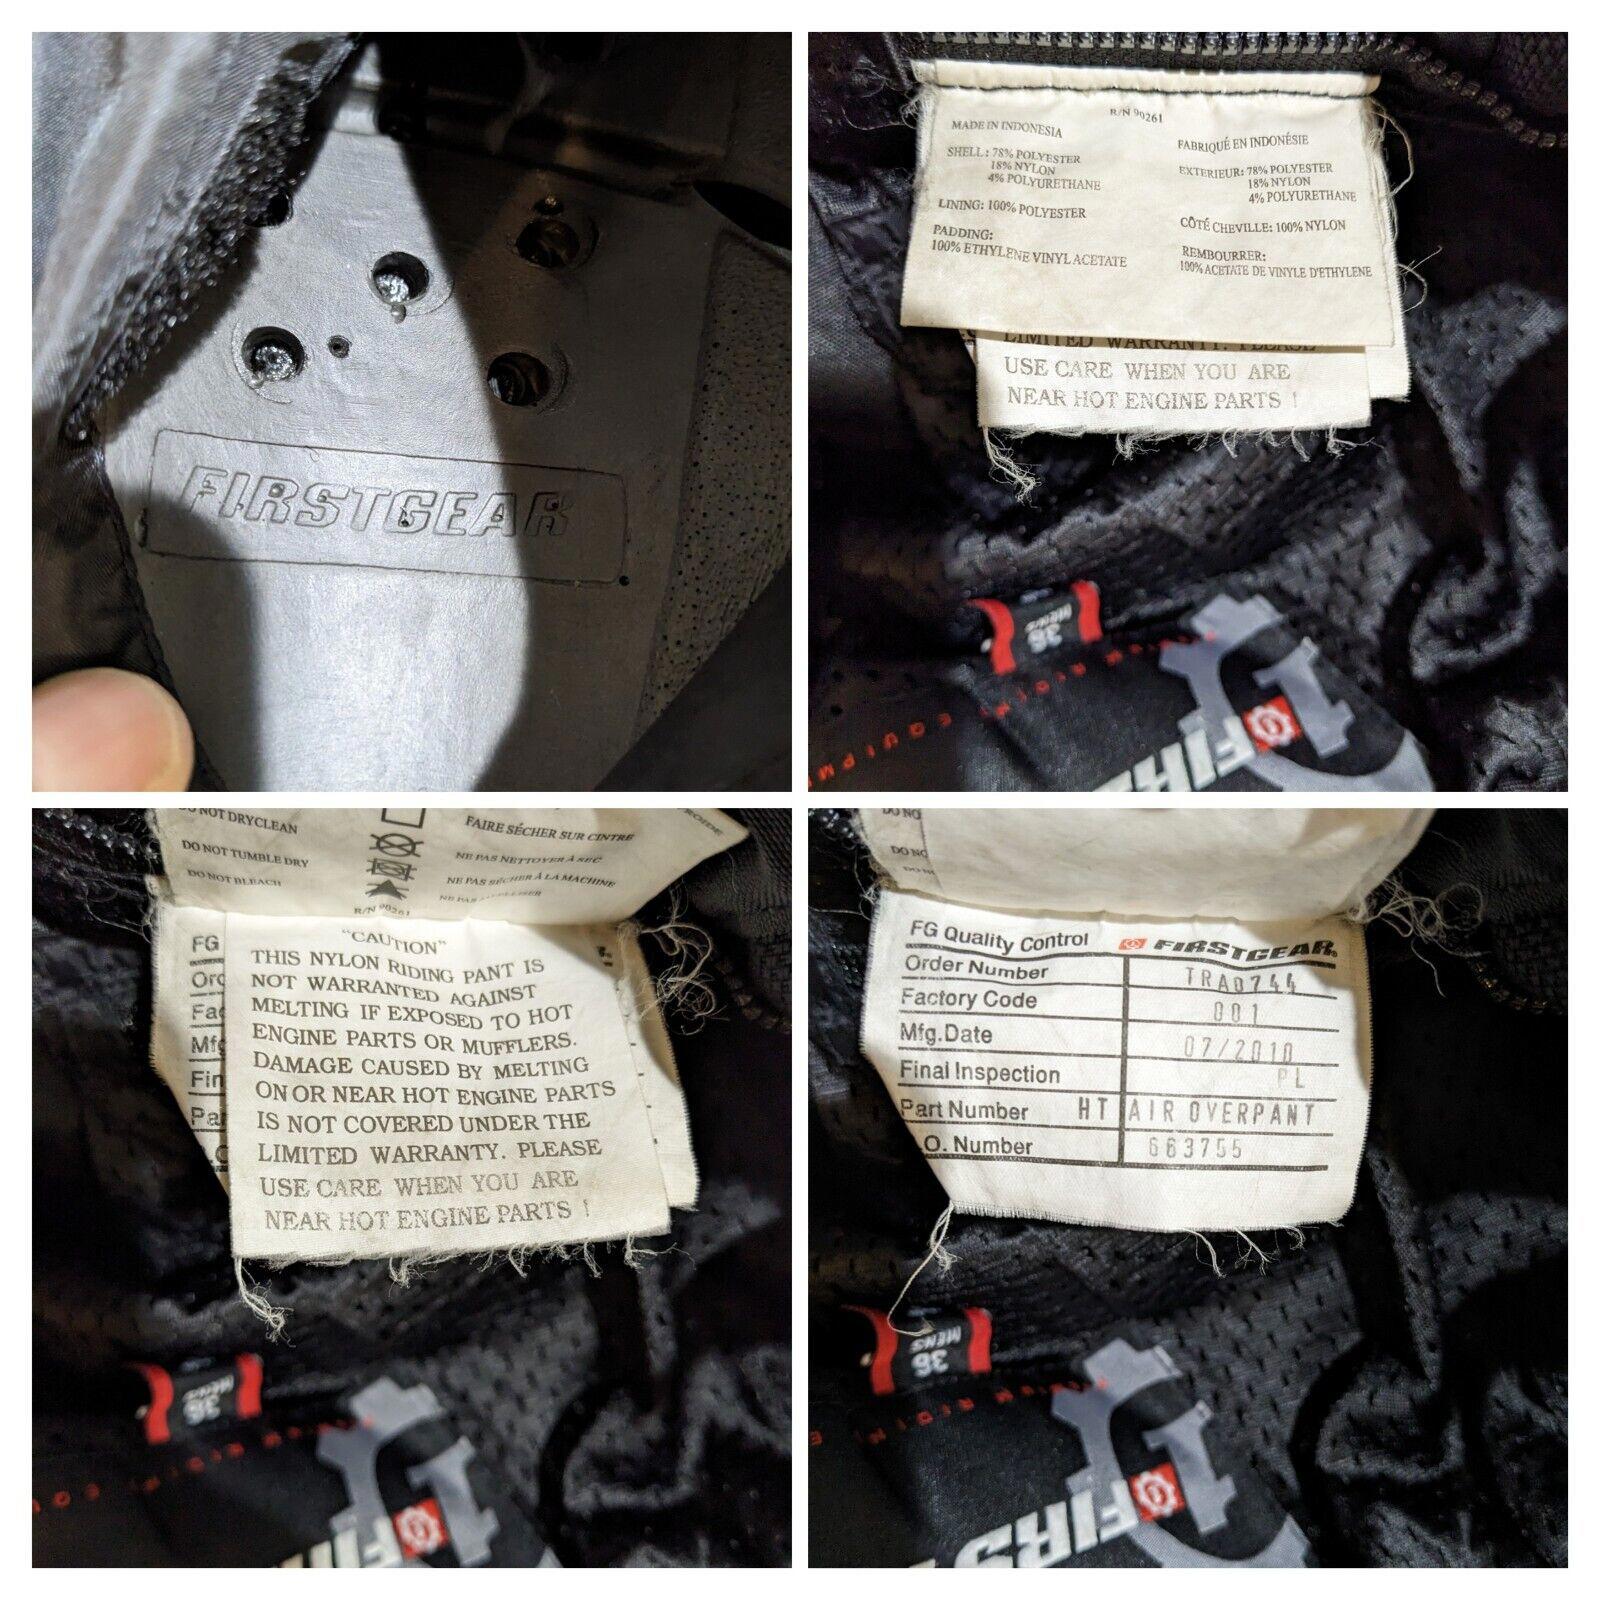 FIRSTGEAR
R/N 90261
MADE IN INDONESIA
SHELL: 78% POLYESTER
18% NYLON
4% POLYURETHANE
LINING: 100% POLYESTER
PADDING:
100% ETHYLENE VINYL ACETATE
FABRIQUÉ EN INDONÉSIE
EXTERIEUR: 78% POLYESTER
18% NYLON
4% POLYURETHANE
CÔTÉ CHEVILLE: 100% NYLON
REMBOURRER:
100% ACETATE DE VINYLE D'ETHYLENE
LIMITED WARRANTY. PLEASE
USE CARE WHEN YOU ARE
NEAR HOT ENGINE PARTS !
36
MENS
DO NOT DRYCLEAN
DO NOT TUMBLE DRY
DO NOT BLEACH
FAIRE SÉCHER SUR CINTRE
NE PAS NETTOYER À SEC
NE PAS SÉCHER À LA MACHINE
R/N 90261
FG
Mfg
"CAUTION"
THIS NYLON RIDING PANT IS
NOT WARRANTED AGAINST
MELTING IF EXPOSED TO HOT
ENGINE PARTS OR MUFFLERS.
DAMAGE CAUSED BY MELTING
ON OR NEAR HOT ENGINE PARTS
IS NOT COVERED UNDER THE
LIMITED WARRANTY. PLEASE
USE CARE WHEN YOU ARE
NEAR HOT ENGINE PARTS !
36
MENS
FG Quality Control FIRSTGEAR
Order Number TRA0744
Factory Code 001
Mfg.Date 07/2010
Final Inspection PL
Part Number HT AIR OVERPANT
.O. Number 663755
36
MENS